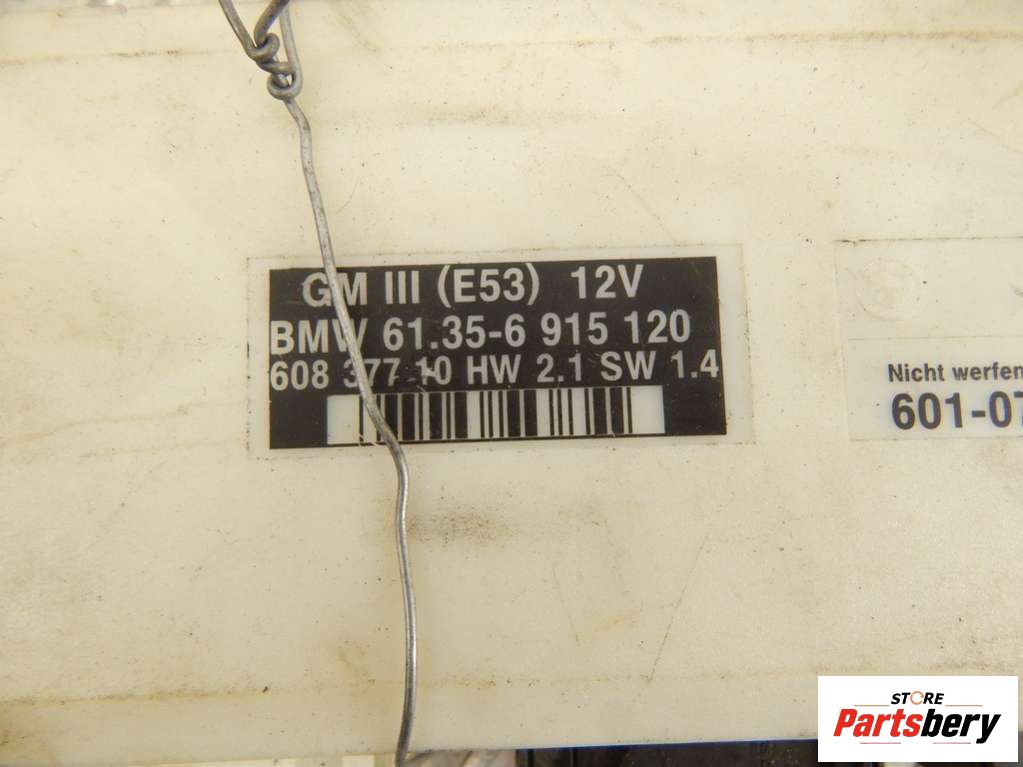 GM III (E53) 12V
BMW 61.35-6 915 120
608 377 10 HW 2.1 SW 1.4
Nicht werfen
601-07
STORE
Partsbery